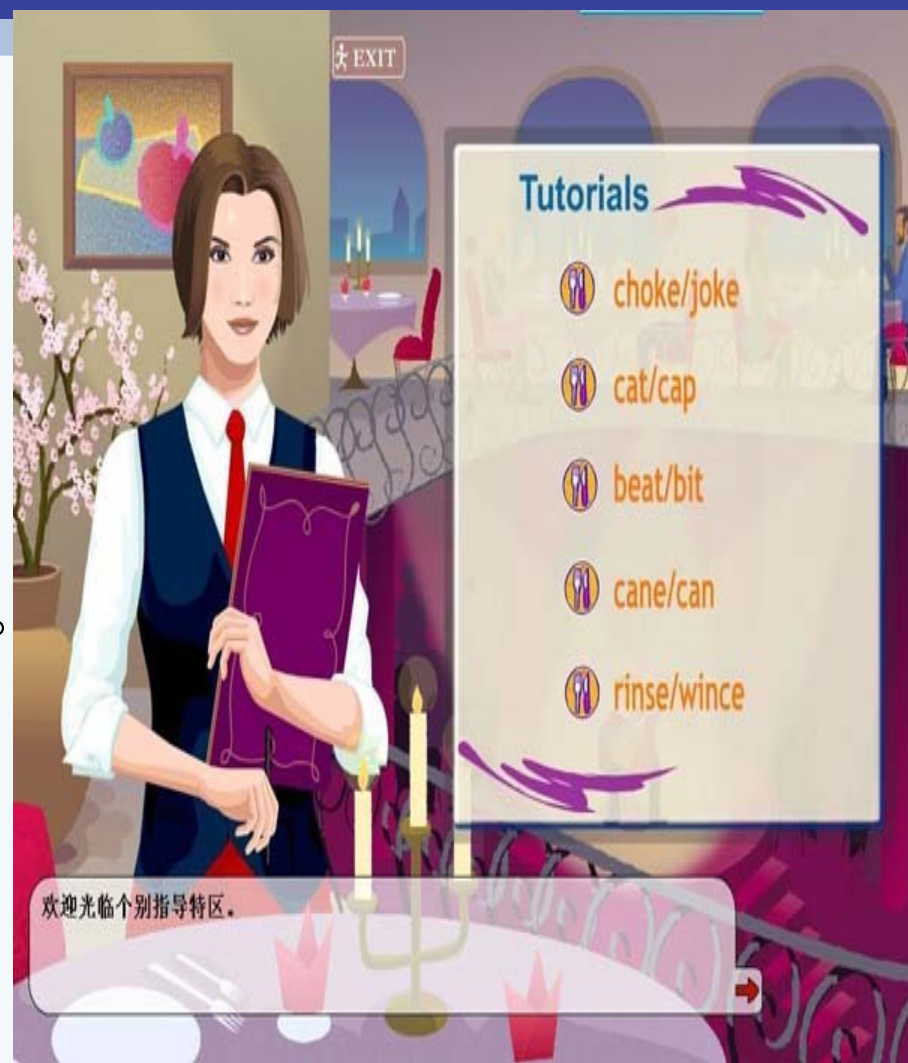 EXIT
Tutorials
choke/joke
cat/cap
beat/bit
cane/can
rinse/wince
欢迎光临个别指导特区。